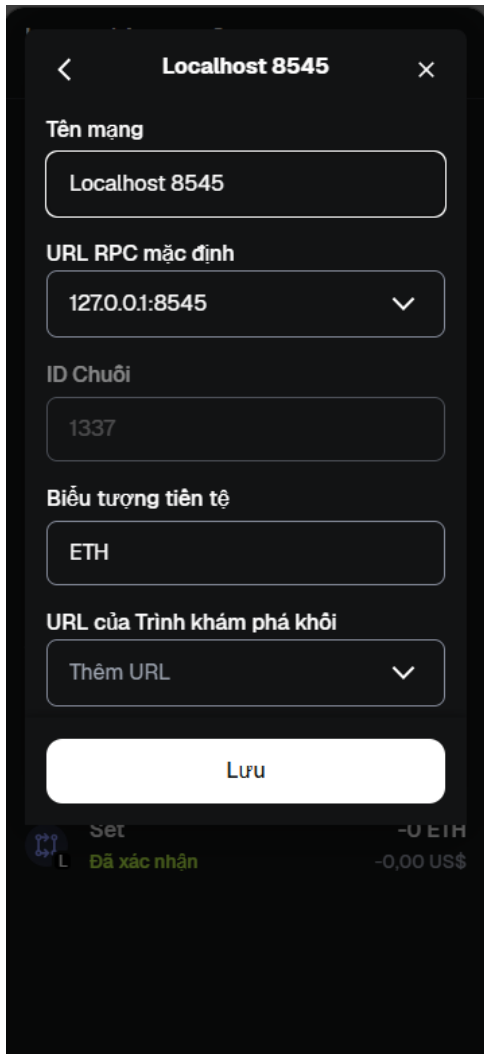 Localhost 8545
Tên mạng
Localhost 8545
URL RPC mặc định
127.0.0.1:8545
ID Chuỗi
1337
Biểu tượng tiền tệ
ETH
URL của Trình khám phá khối
Thêm URL
Lưu
Set -0 ETH
L Đã xác nhận -0,00 US$